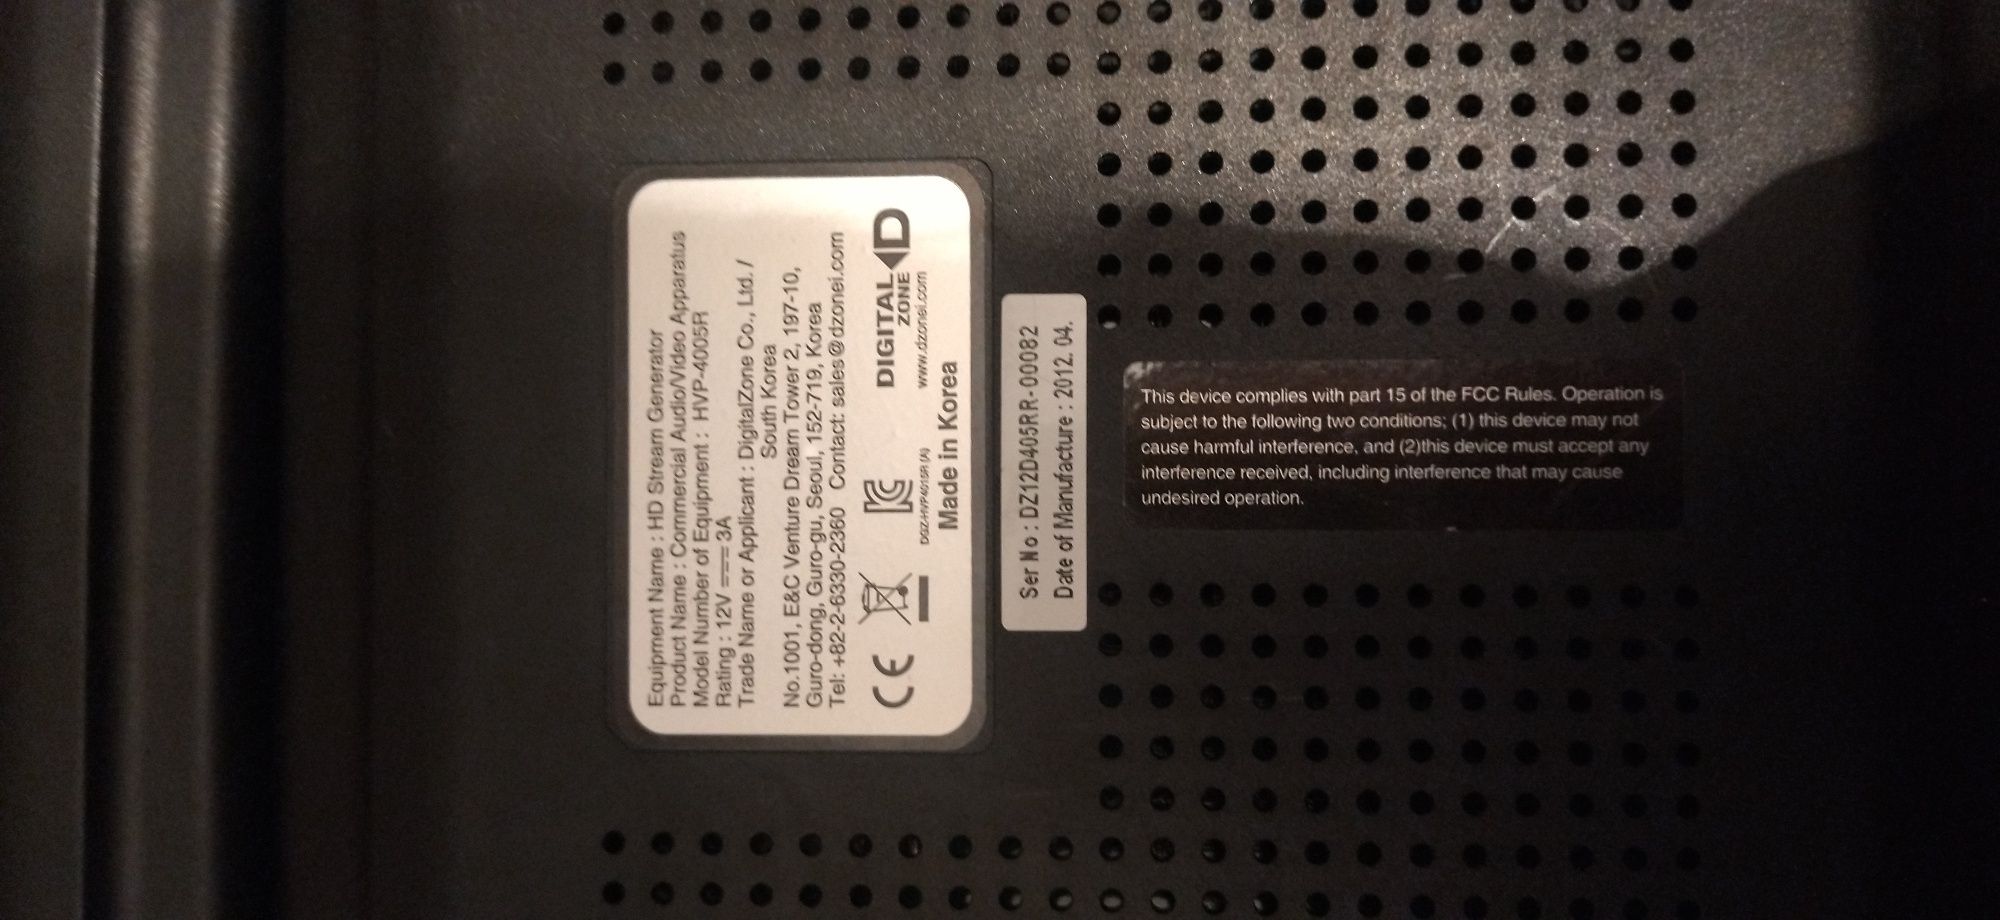 Equipment Name : HD Stream Generator
Product Name : Commercial Audio/Video Apparatus
Model Number of Equipment : HVP-4005R
Rating : 12V ⎓ 3A
Trade Name or Applicant : DigitalZone Co., Ltd. /
South Korea
No.1001, E&C Venture Dream Tower 2, 197-10,
Guro-dong, Guro-gu, Seoul, 152-719, Korea
Tel: +82-2-6330-2360 Contact: sales@dzonei.com
CE
DIGITAL
ZONE
D
www.dzonei.com
Made in Korea
Ser No : DZ12D405RR-00082
Date of Manufacture : 2012. 04.
This device complies with part 15 of the FCC Rules. Operation is
subject to the following two conditions; (1) this device may not
cause harmful interference, and (2)this device must accept any
interference received, including interference that may cause
undesired operation.